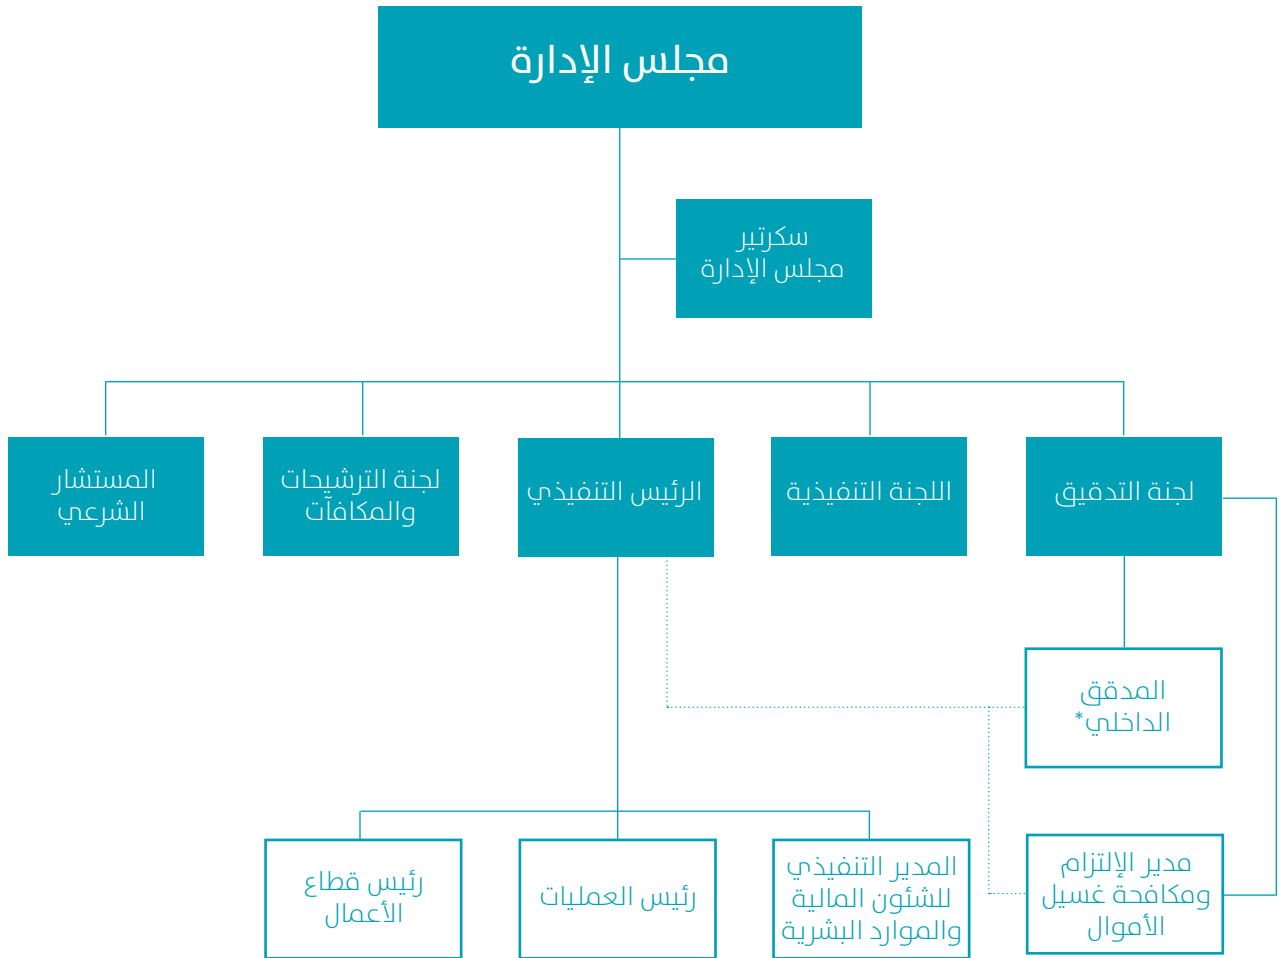 مجلس الإدارة
سكرتير
مجلس الإدارة
لجنة التدقيق
اللجنة التنفيذية
الرئيس التنفيذي
لجنة الترشيحات
والمكافآت
المستشار
الشرعي
المدقق
الداخلي*
مدير الإلتزام
ومكافحة غسيل
الأموال
المدير التنفيذي
للشئون المالية
والموارد البشرية
رئيس العمليات
رئيس قطاع
الأعمال